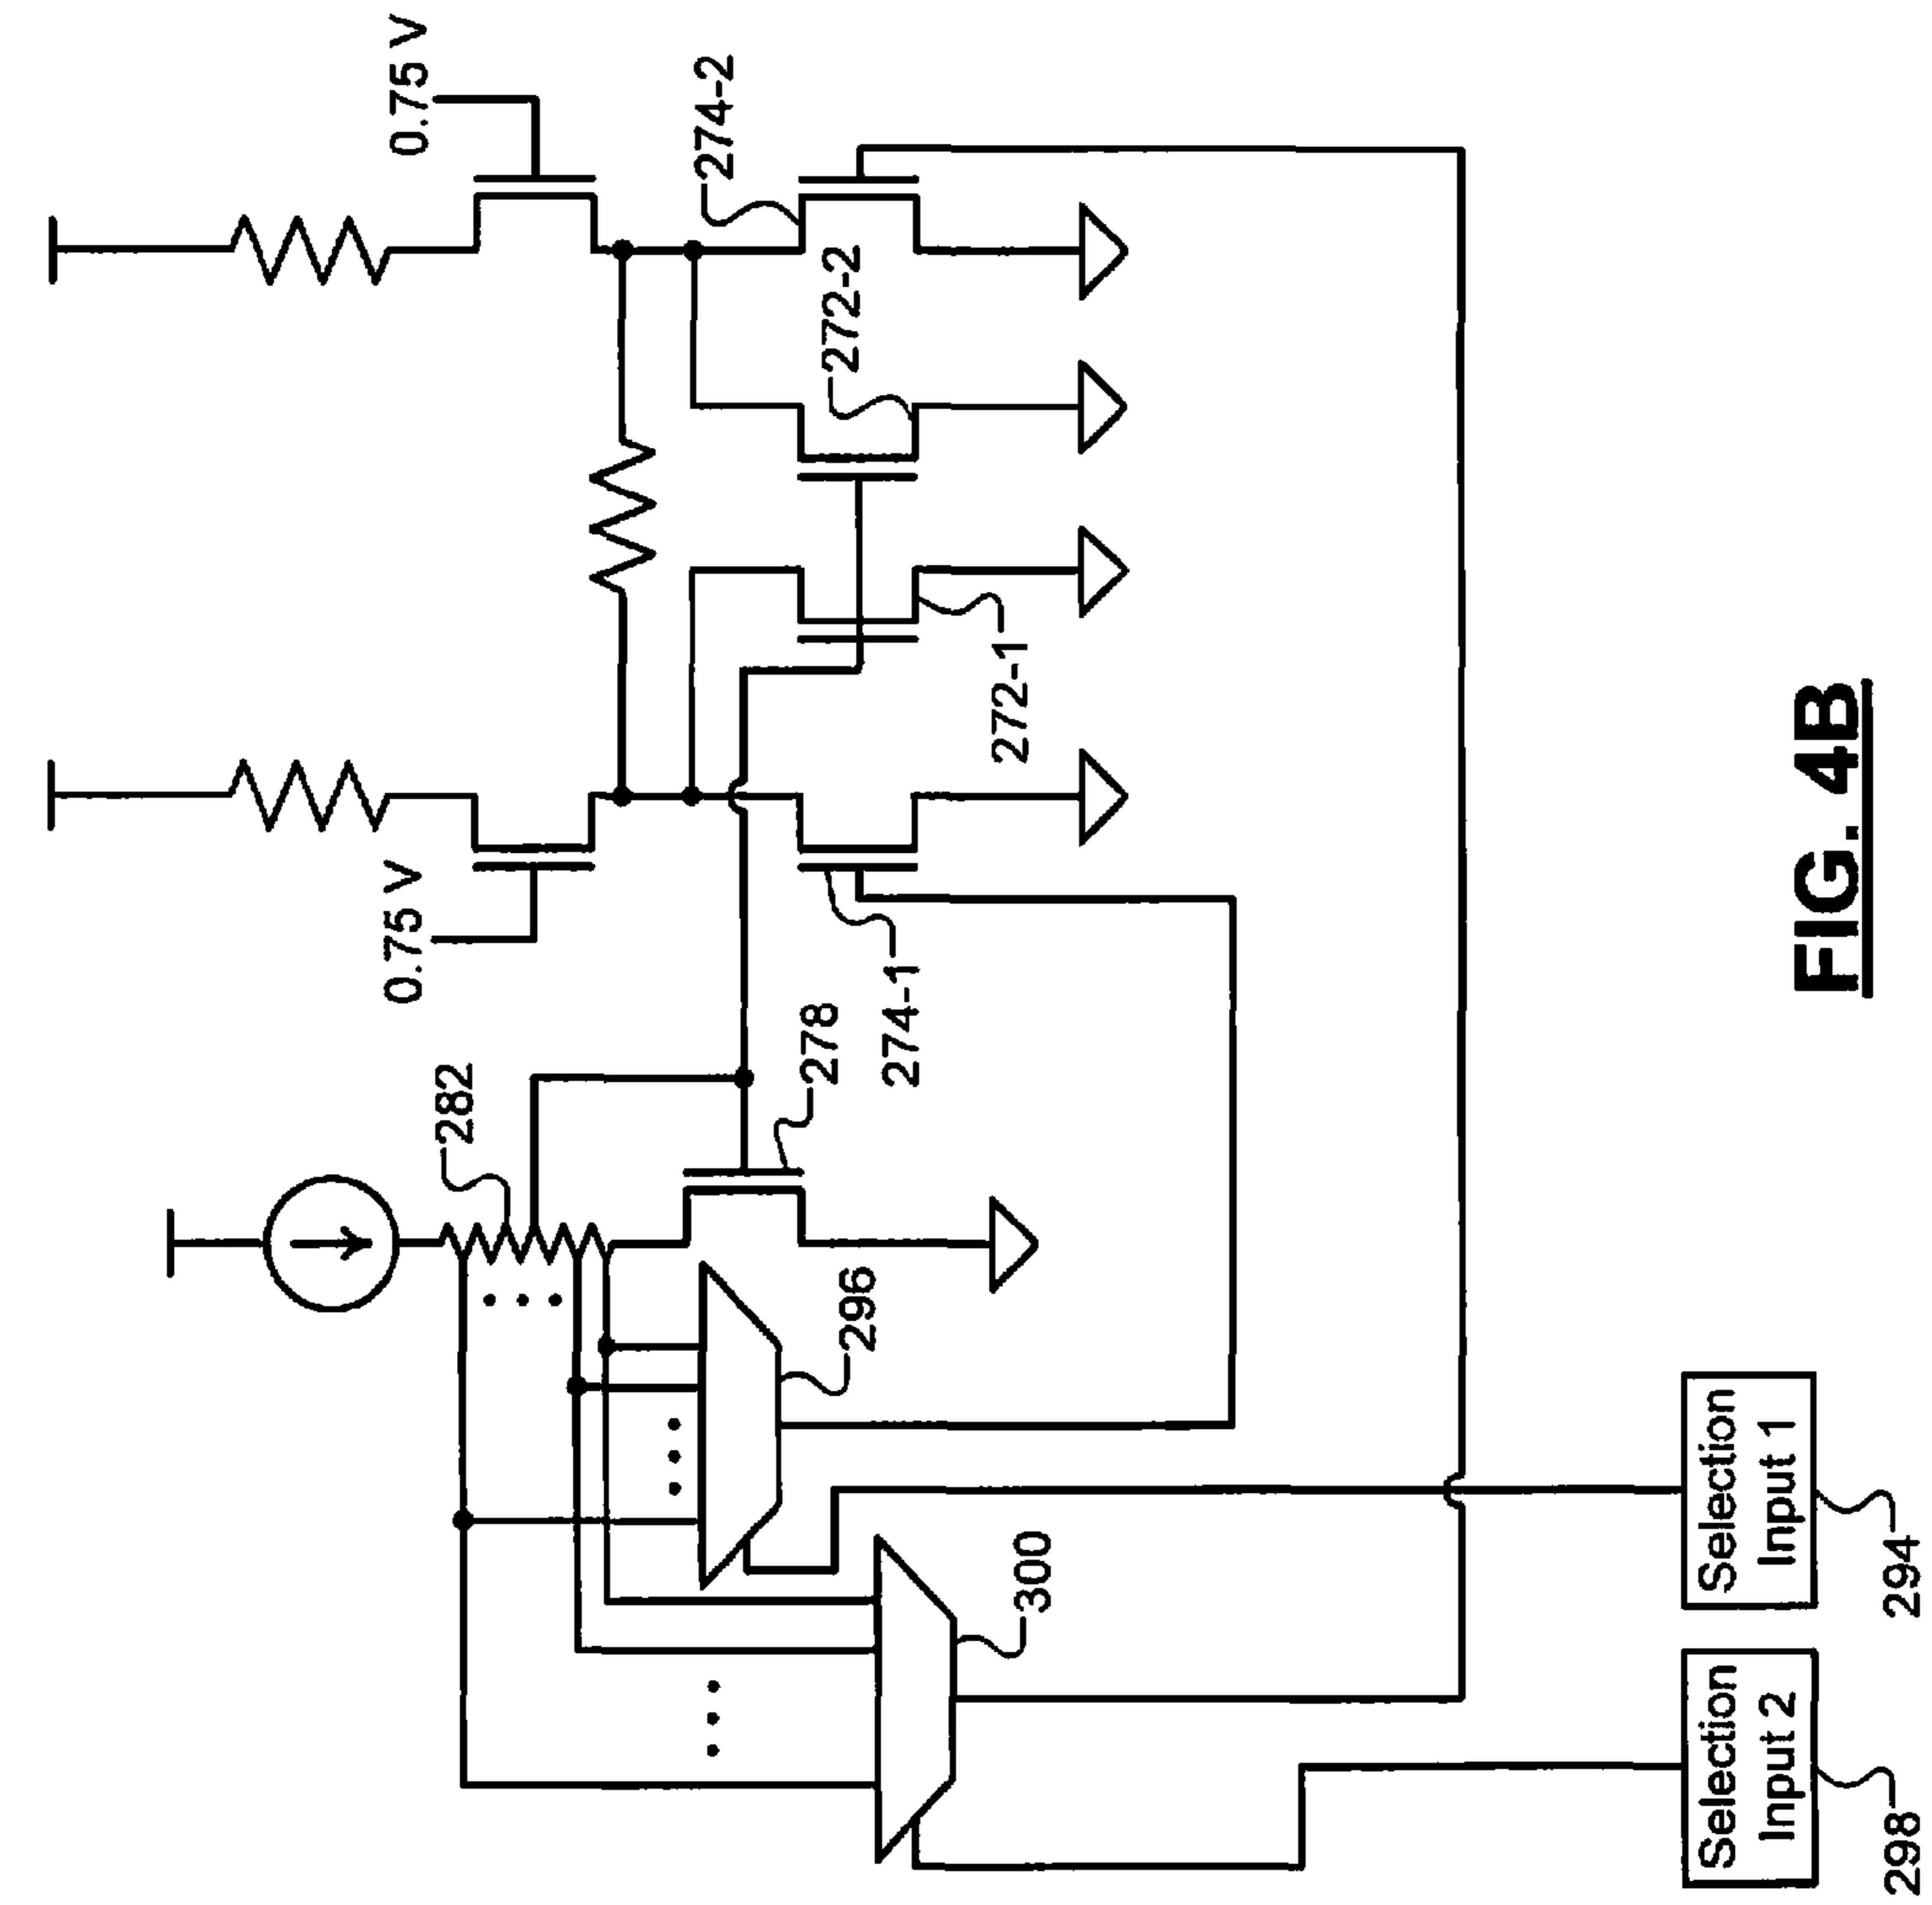 0.75 V
0.75 V
274-2
272-2
272-1
274-1
278
282
296
300
Selection
Input 1
294
Selection
Input 2
298
FIG. 4B